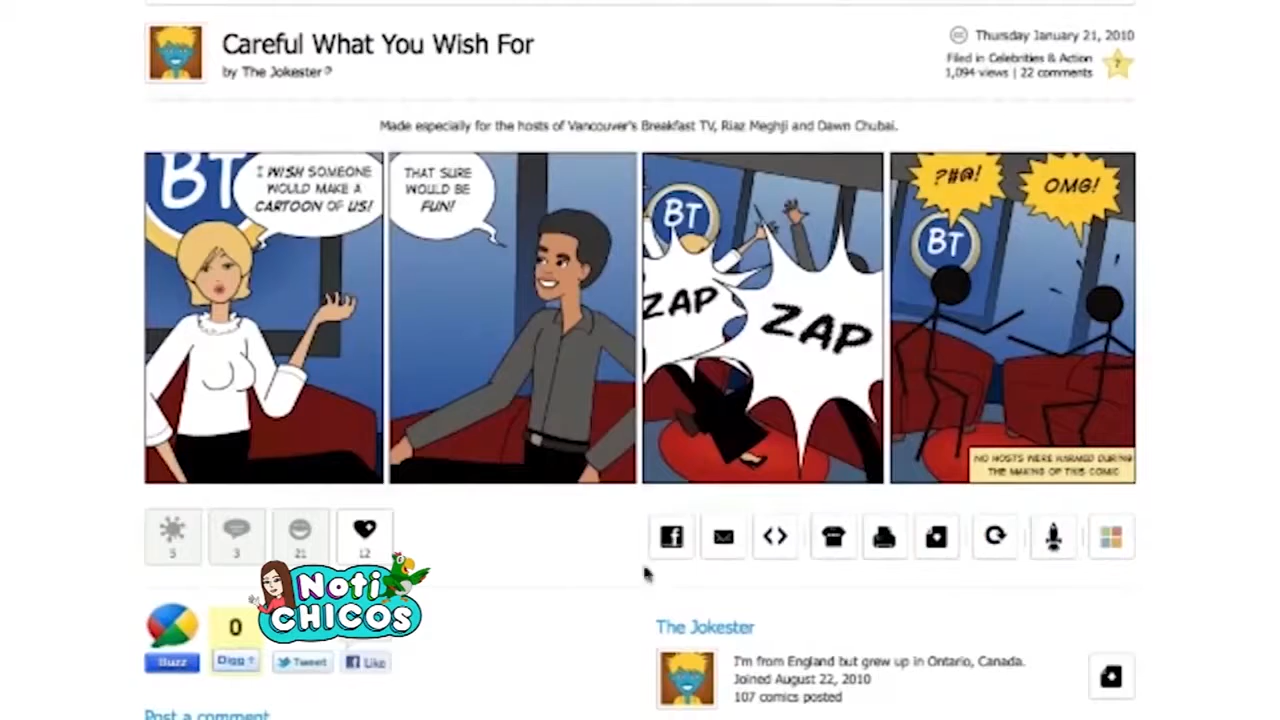 Careful What You Wish For
by The Jokester
Thursday January 21, 2010
Filed in Celebrities & Action
1,094 views | 22 comments
?
Made especially for the hosts of Vancouver's Breakfast TV, Riaz Meghji and Dawn Chubai.
BT
I WISH SOMEONE
WOULD MAKE A
CARTOON OF US!
THAT SURE
WOULD BE
FUN!
BT
ZAP
ZAP
?#@!
OMG!
BT
NO HOSTS WERE HARMED DURING
THE MAKING OF THIS COMIC
5
3
21
12
Noti
CHICOS
0
Buzz
Digg
Tweet
Like
The Jokester
I'm from England but grew up in Ontario, Canada.
Joined August 22, 2010
107 comics posted
Post a comment